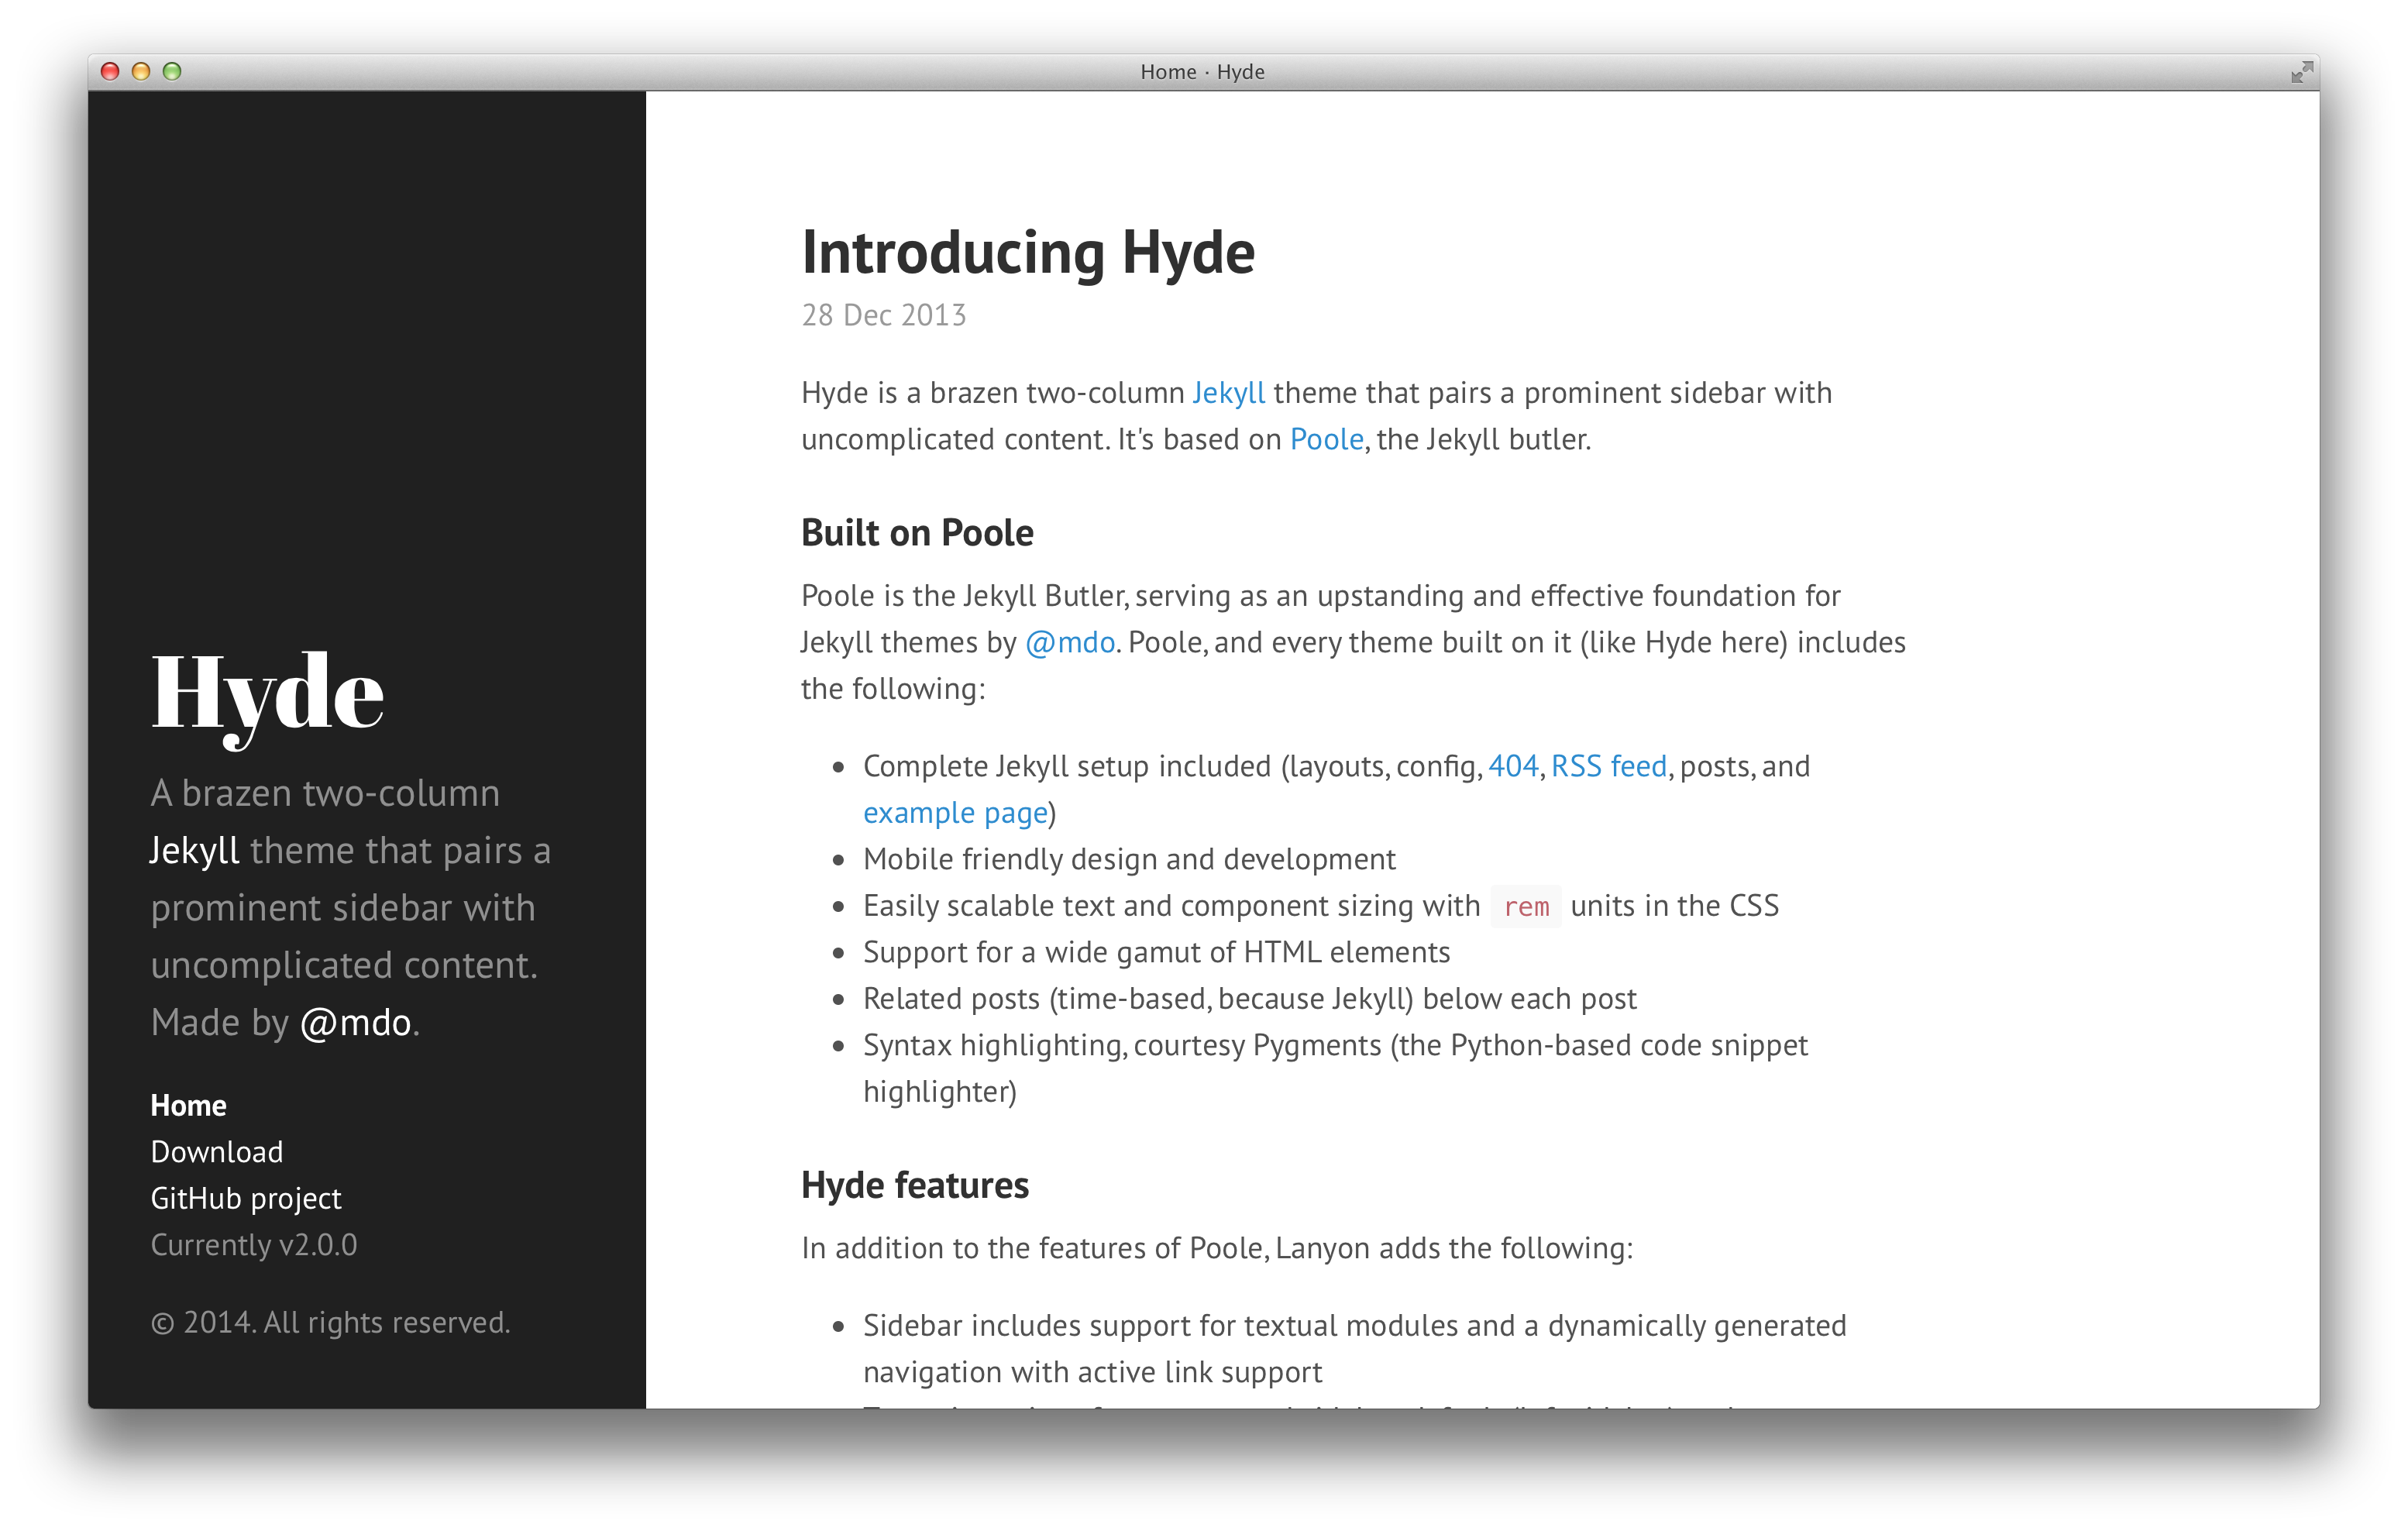 Home · Hyde
Hyde
A brazen two-column
Jekyll theme that pairs a
prominent sidebar with
uncomplicated content.
Made by @mdo.
Home
Download
GitHub project
Currently v2.0.0
© 2014. All rights reserved.
Introducing Hyde
28 Dec 2013
Hyde is a brazen two-column Jekyll theme that pairs a prominent sidebar with
uncomplicated content. It's based on Poole, the Jekyll butler.
Built on Poole
Poole is the Jekyll Butler, serving as an upstanding and effective foundation for
Jekyll themes by @mdo. Poole, and every theme built on it (like Hyde here) includes
the following:
• Complete Jekyll setup included (layouts, config, 404, RSS feed, posts, and
example page)
• Mobile friendly design and development
• Easily scalable text and component sizing with rem units in the CSS
• Support for a wide gamut of HTML elements
• Related posts (time-based, because Jekyll) below each post
• Syntax highlighting, courtesy Pygments (the Python-based code snippet
highlighter)
Hyde features
In addition to the features of Poole, Lanyon adds the following:
• Sidebar includes support for textual modules and a dynamically generated
navigation with active link support